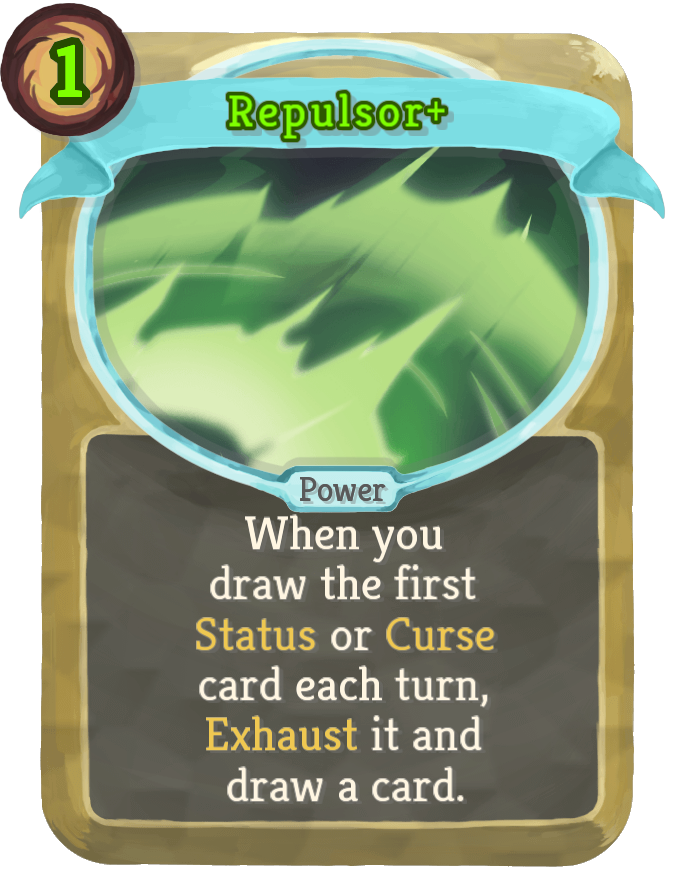 1
Repulsor+
Power
When you
draw the first
Status or Curse
card each turn,
Exhaust it and
draw a card.